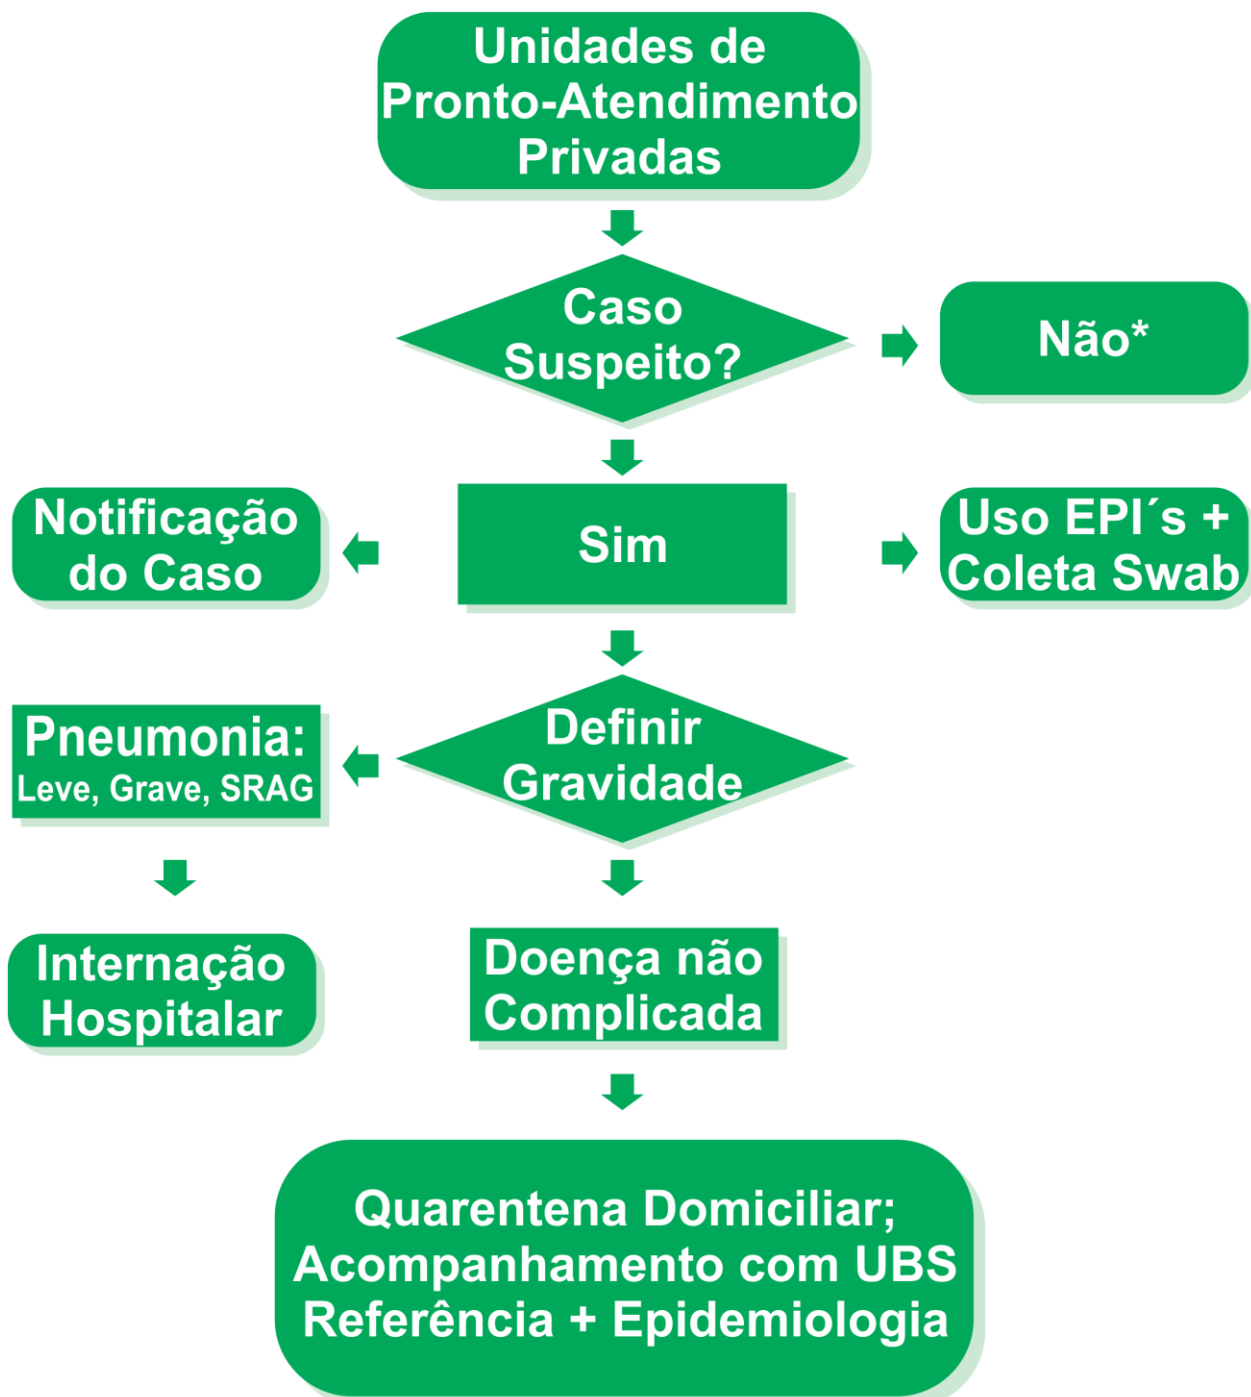 Unidades de
Pronto-Atendimento
Privadas
Caso
Suspeito?
Não*
Notificação
do Caso
Sim
Uso EPI´s +
Coleta Swab
Pneumonia:
Leve, Grave, SRAG
Definir
Gravidade
Internação
Hospitalar
Doença não
Complicada
Quarentena Domiciliar;
Acompanhamento com UBS
Referência + Epidemiologia